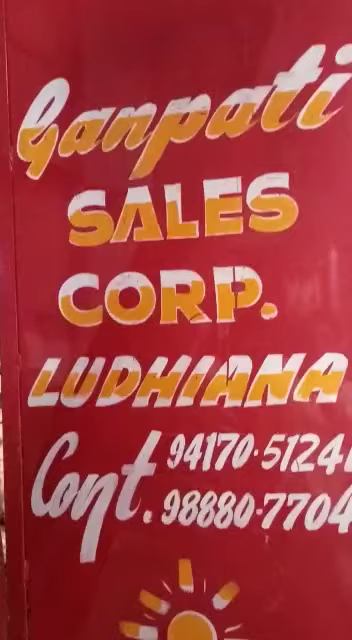 Ganpati
SALES
CORP.
LUDHIANA
Cont. 94170-5124
98880-7704